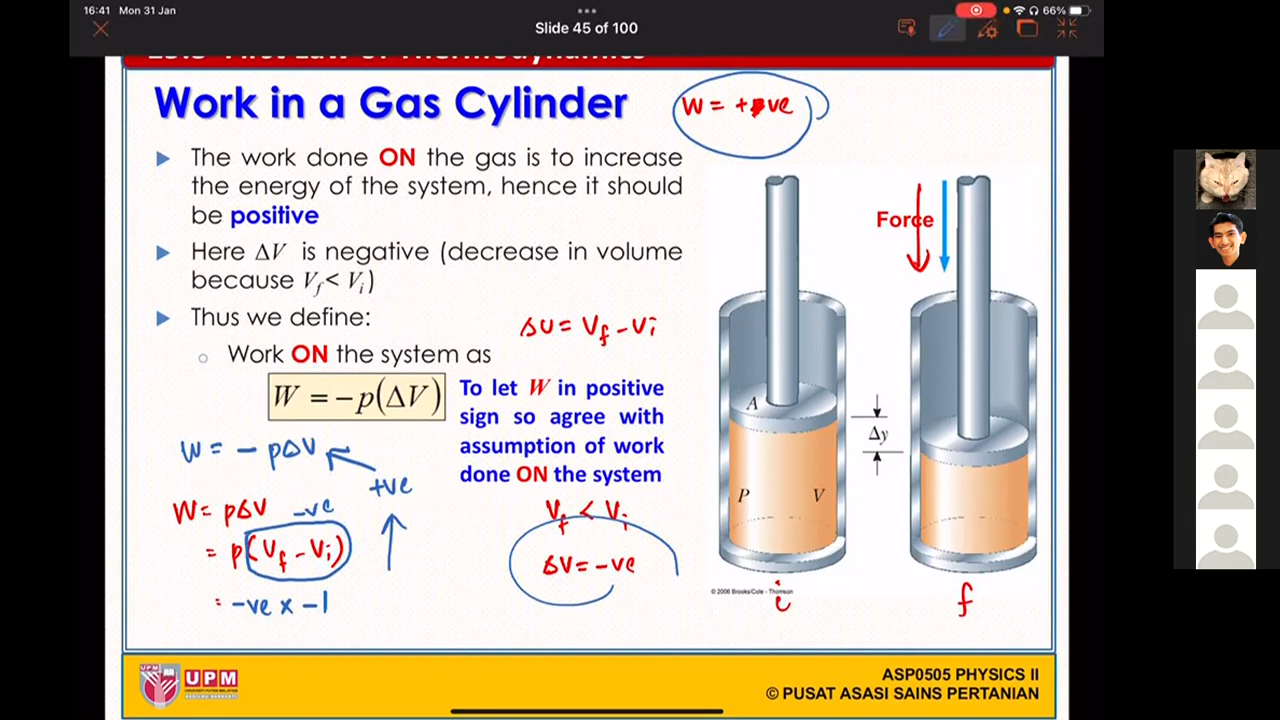 16:41 Mon 31 Jan
66%
Slide 45 of 100
Work in a Gas Cylinder
W = + ve
The work done ON the gas is to increase
the energy of the system, hence it should
be positive
Here ΔV is negative (decrease in volume
because Vf < Vi)
Thus we define:
ΔV = Vf - Vi
Work ON the system as
W = -p(ΔV)
To let W in positive
sign so agree with
assumption of work
done ON the system
W = - pΔV
+ve
W = pΔV
-ve
= p(Vf - Vi)
= -ve x -1
Vf < Vi
ΔV = -ve
Force
A
Δy
P V
© 2006 Brooks/Cole - Thomson
i
f
UPM
UPM
ASP0505 PHYSICS II
© PUSAT ASASI SAINS PERTANIAN